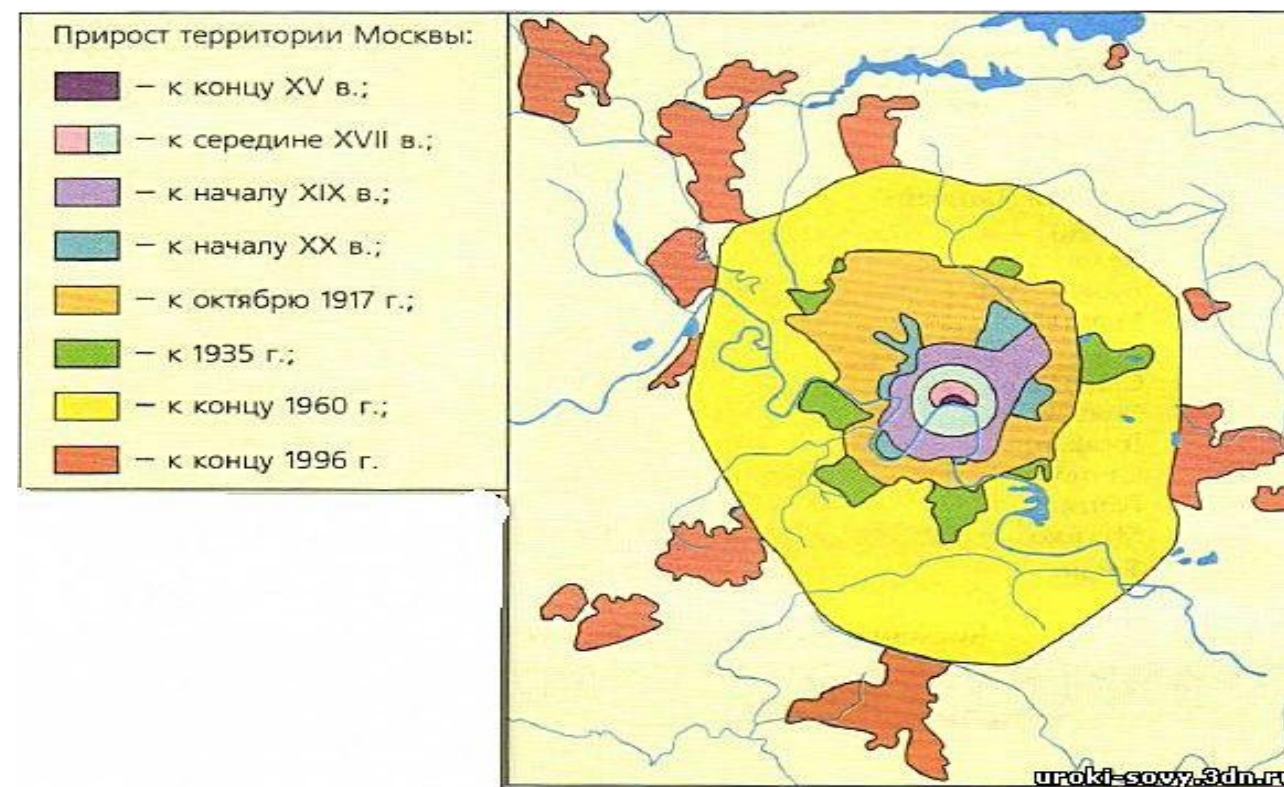 Прирост территории Москвы:
– к концу XV в.;
– к середине XVII в.;
– к началу XIX в.;
– к началу XX в.;
– к октябрю 1917 г.;
– к 1935 г.;
– к концу 1960 г.;
– к концу 1996 г.
uroki-sovy.3dn.ru